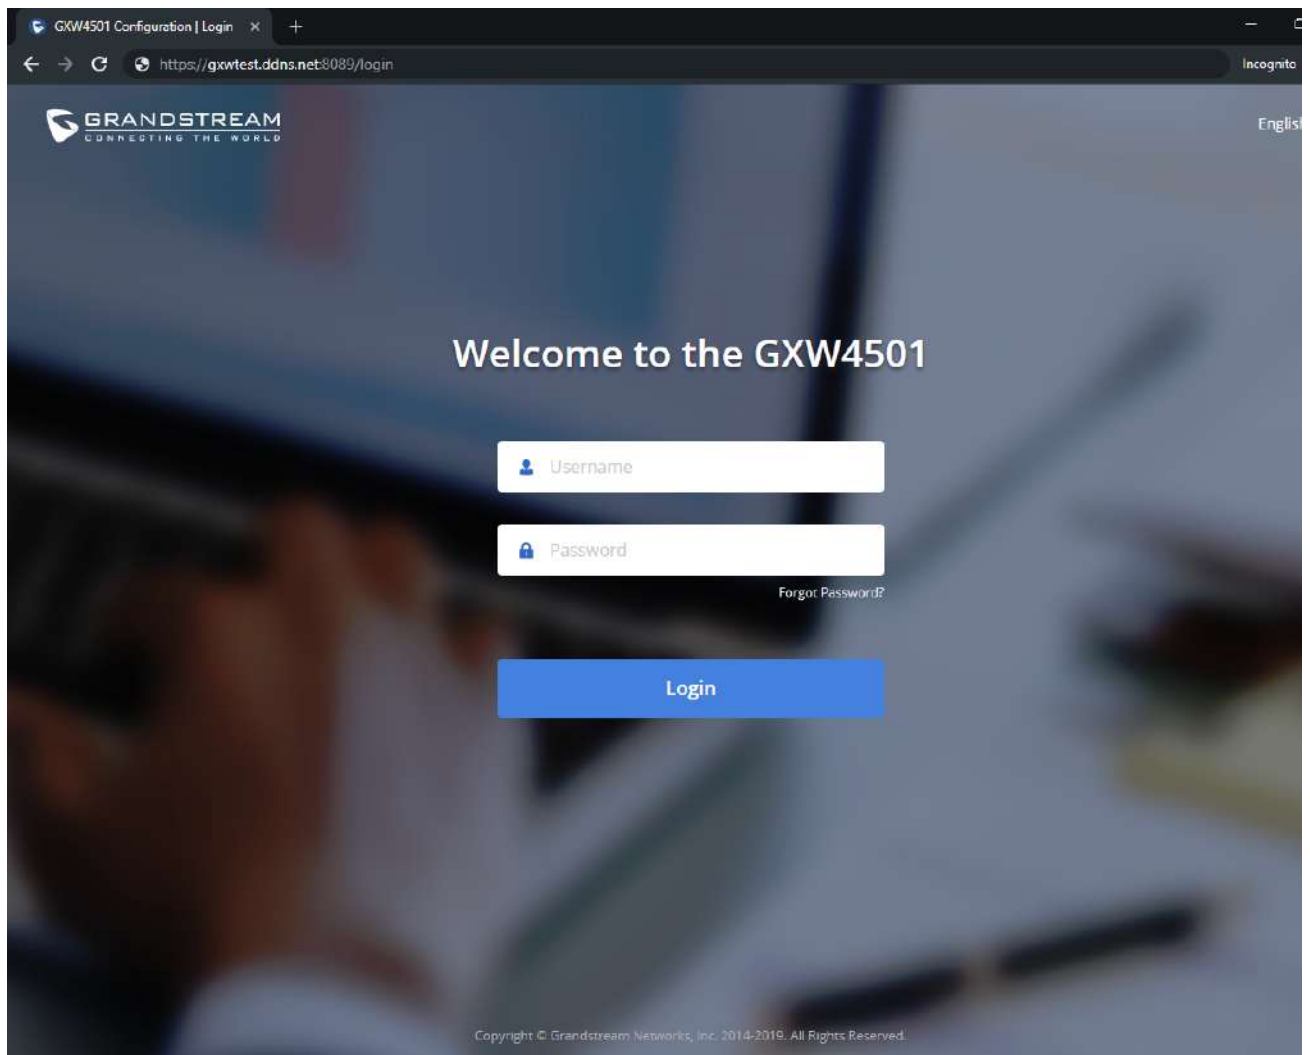 GXW4501 Configuration | Login
https://gxwtest.ddns.net:8089/login
Incognito
GRANDSTREAM
CONNECTING THE WORLD
English
Welcome to the GXW4501
Username
Password
Forgot Password?
Login
Copyright © Grandstream Networks, Inc. 2014-2019. All Rights Reserved.